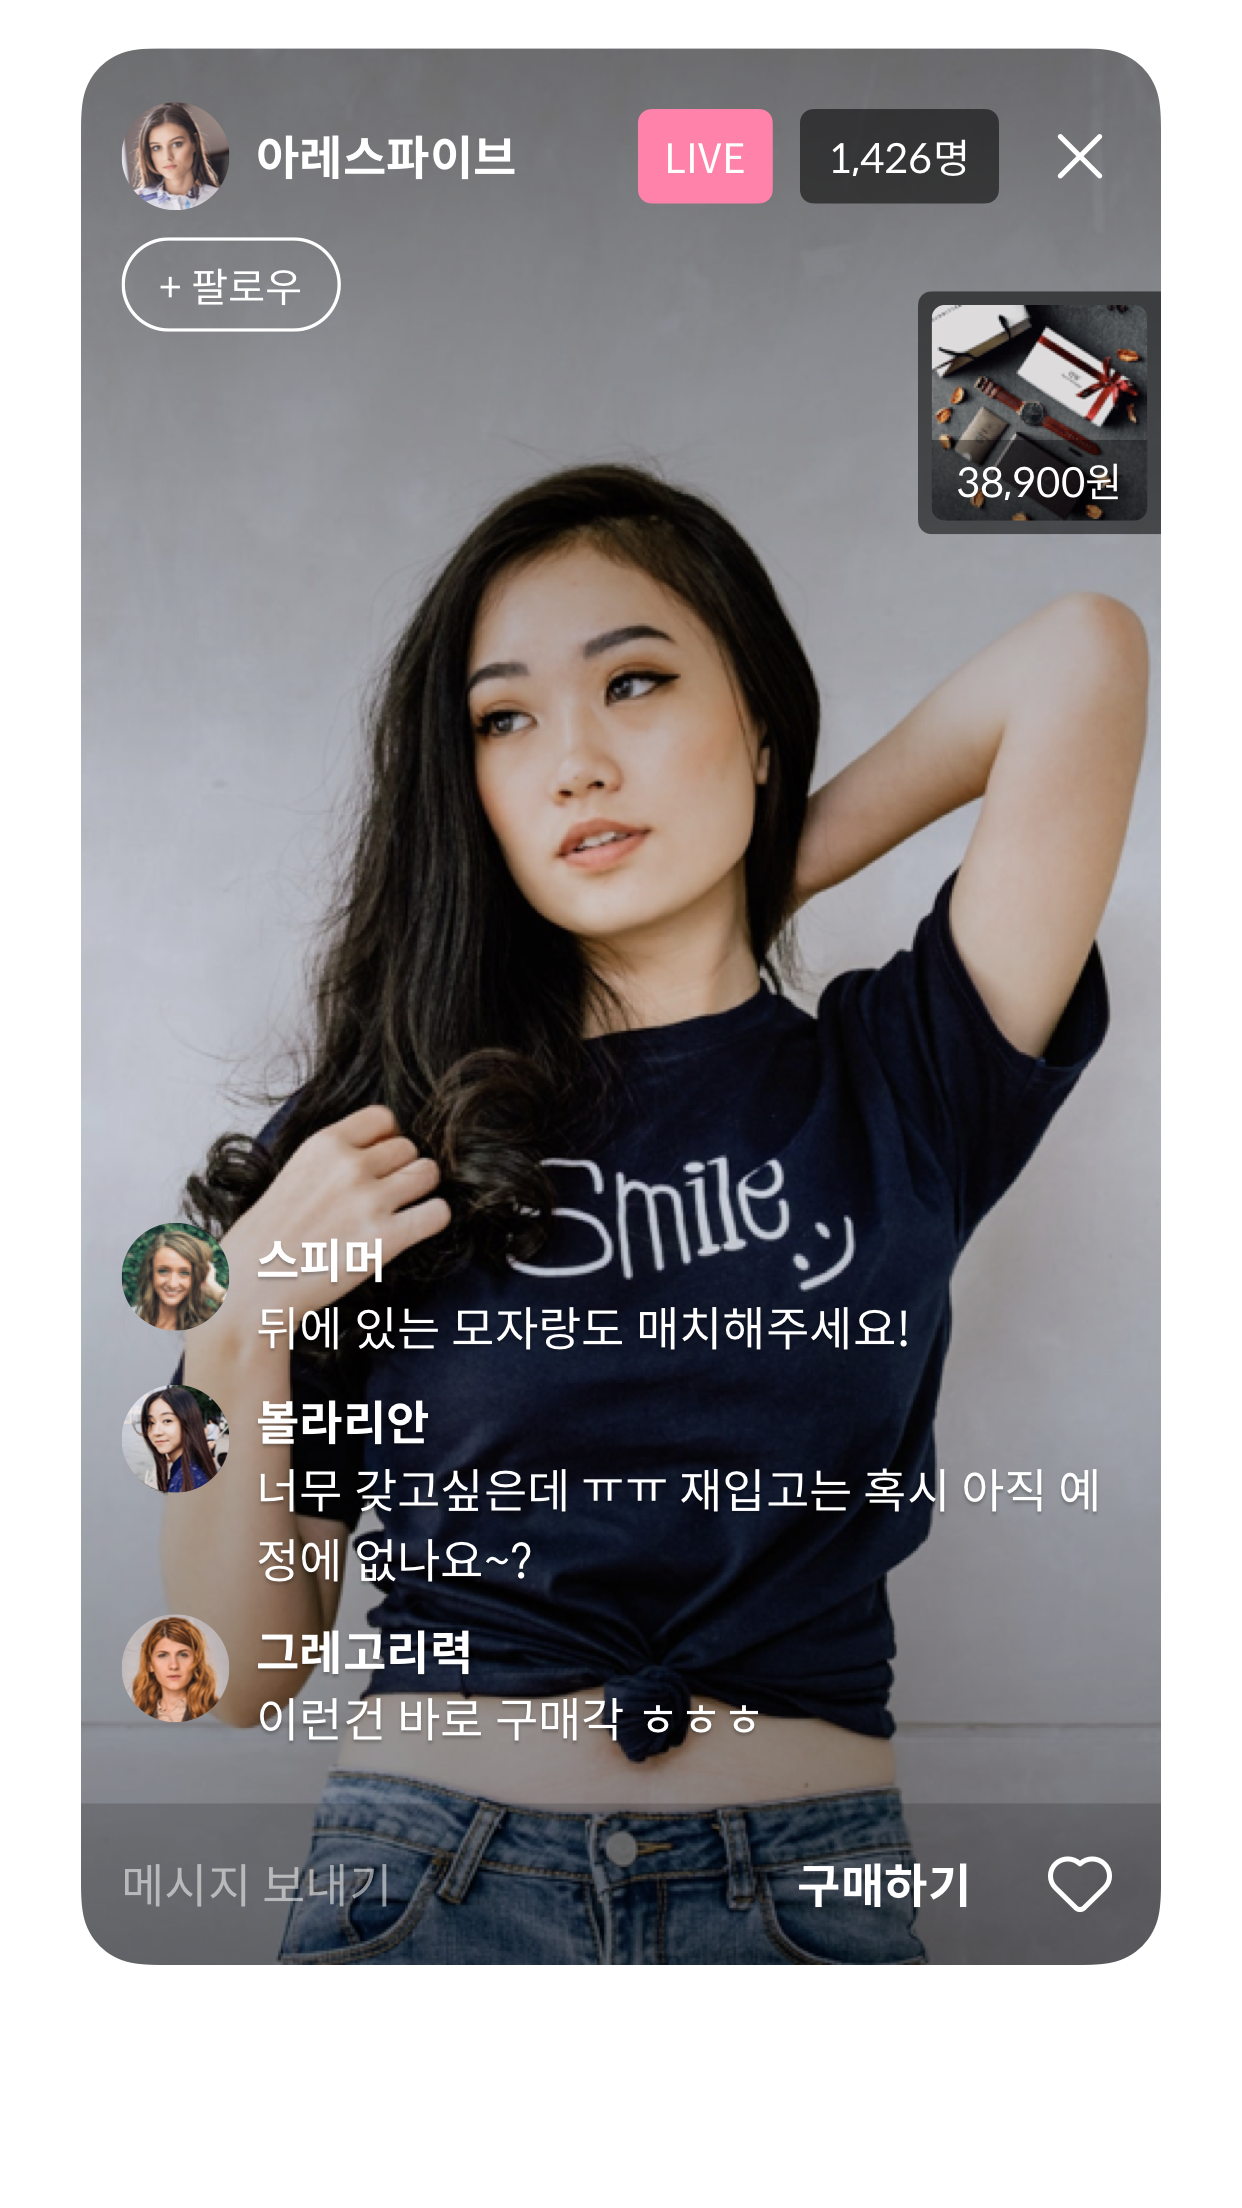 아레스파이브
LIVE
1,426명
+ 팔로우
38,900원
Smile
스피머
뒤에 있는 모자랑도 매치해주세요!
볼라리안
너무 갖고싶은데 ㅠㅠ 재입고는 혹시 아직 예
정에 없나요~?
그레고리력
이런건 바로 구매각 ㅎㅎㅎ
메시지 보내기
구매하기